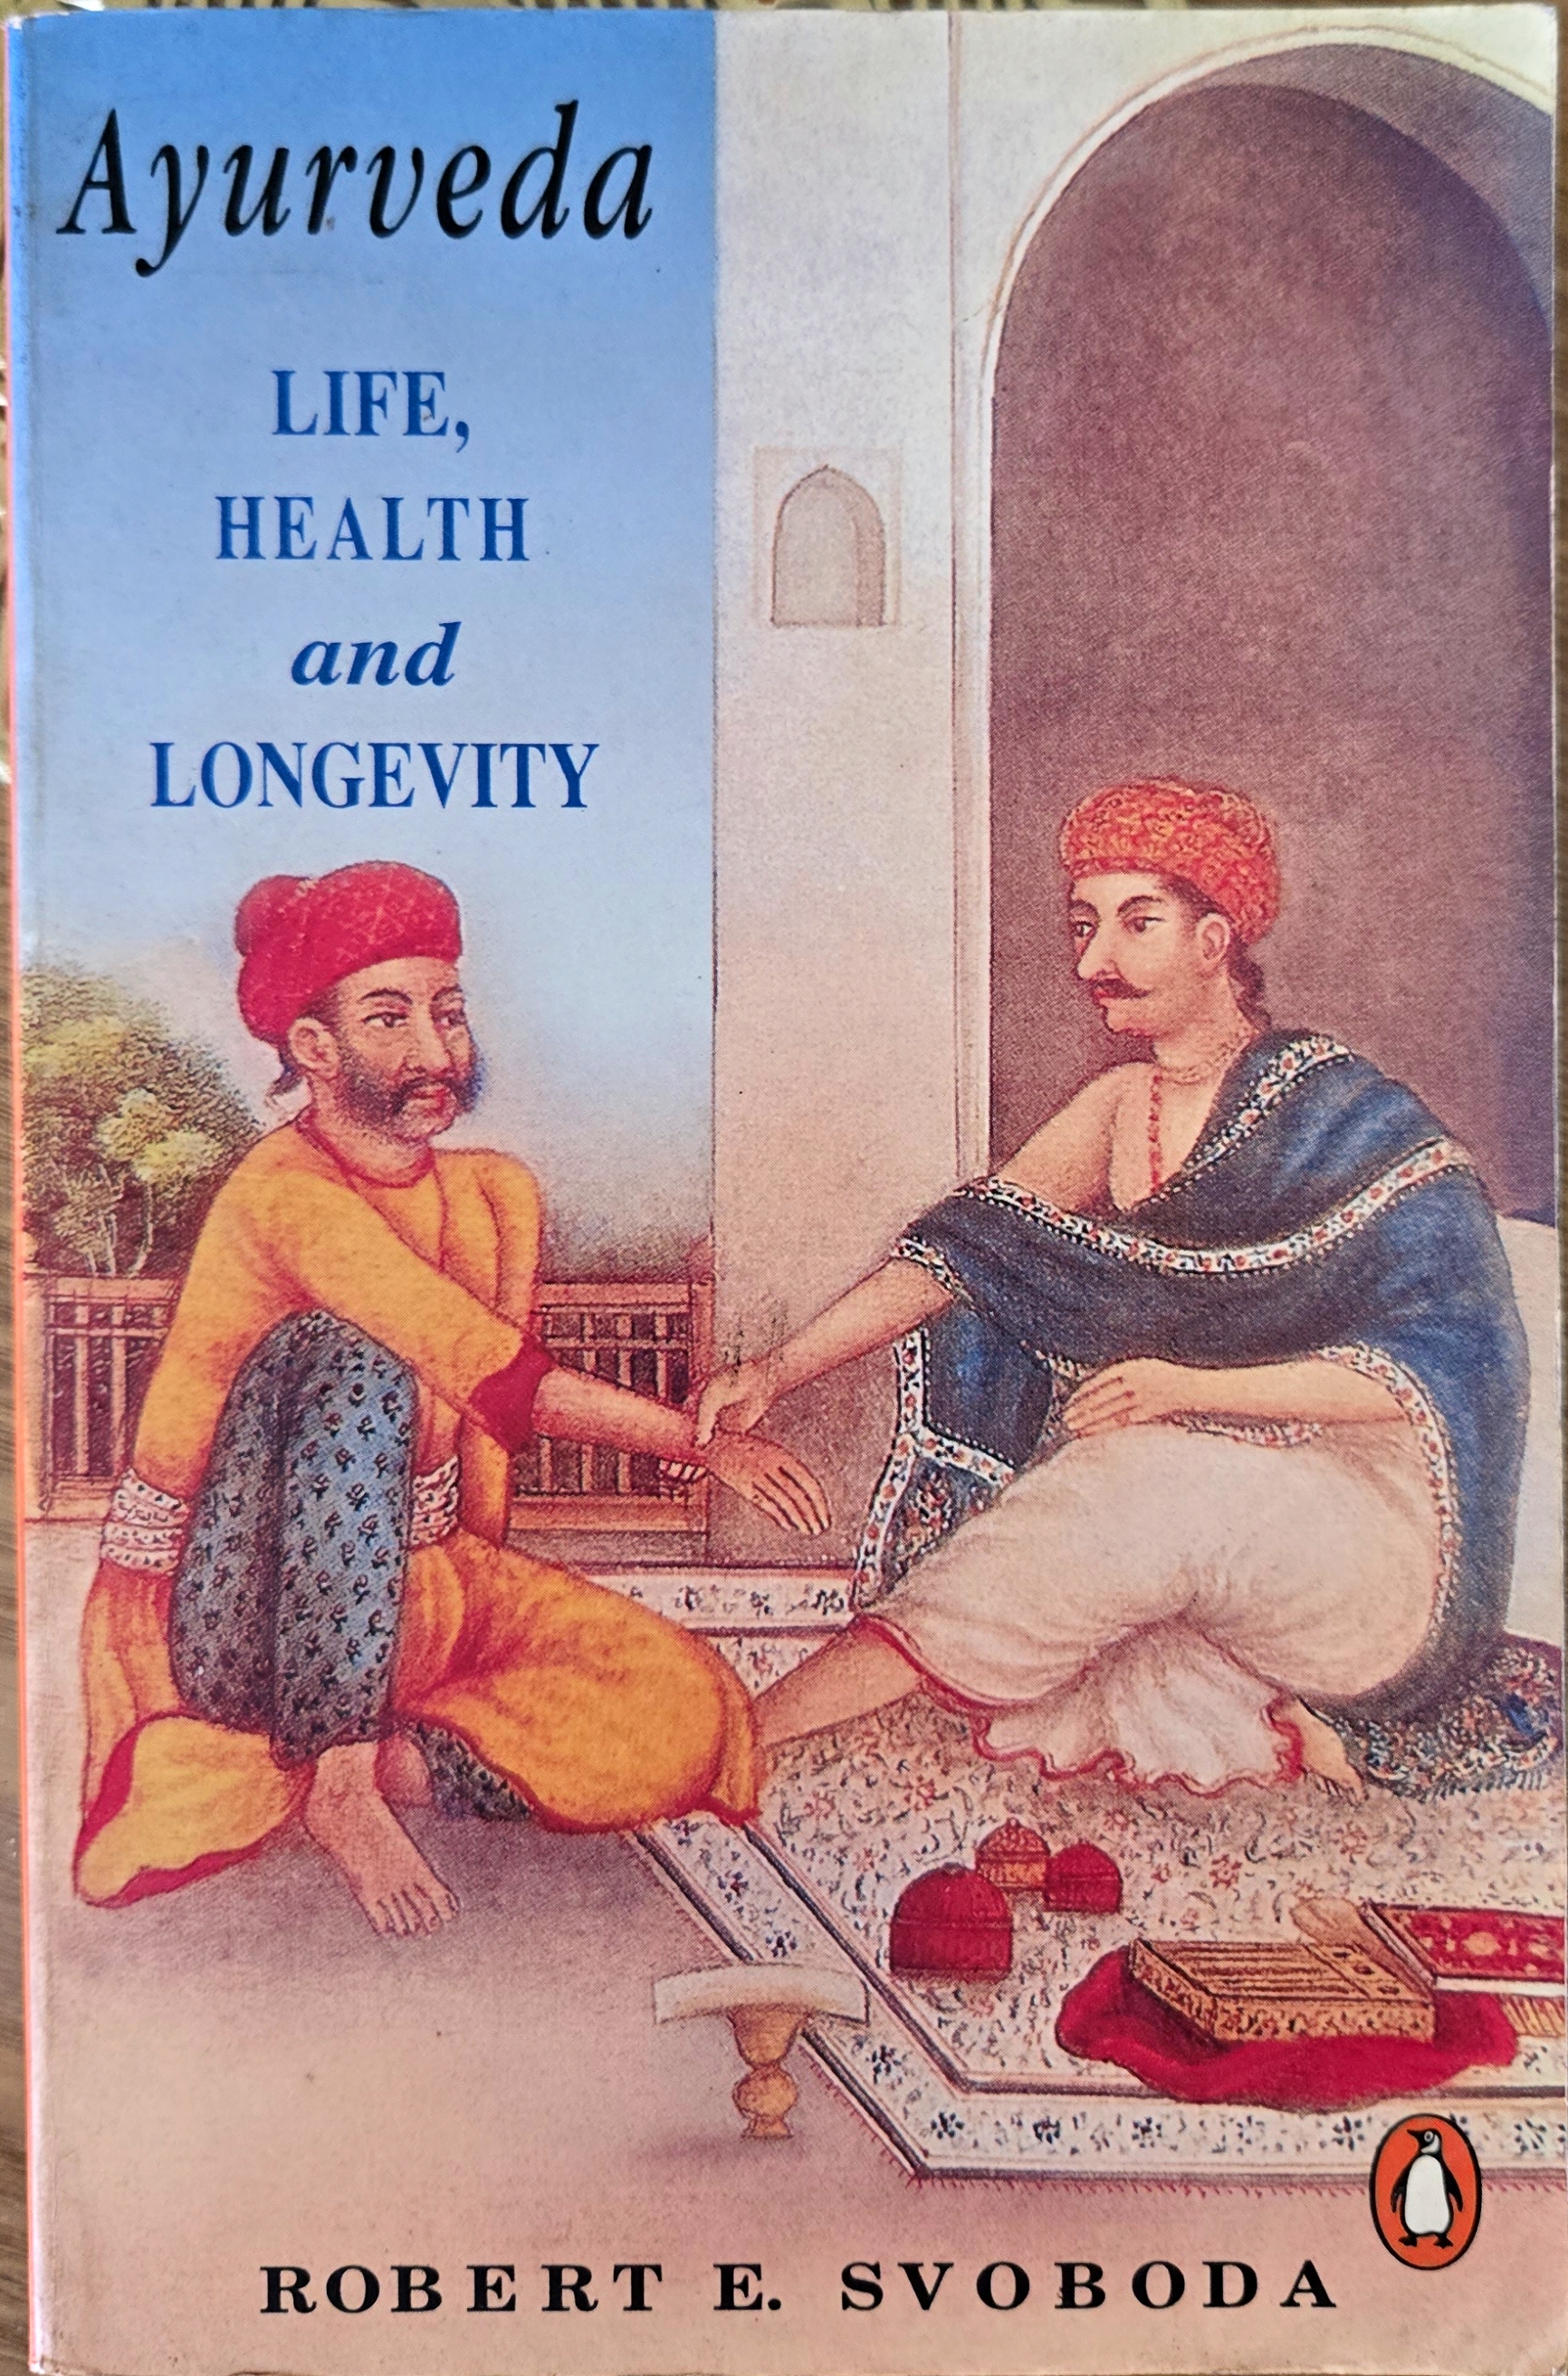 Ayurveda
LIFE,
HEALTH
and
LONGEVITY
ROBERT E. SVOBODA